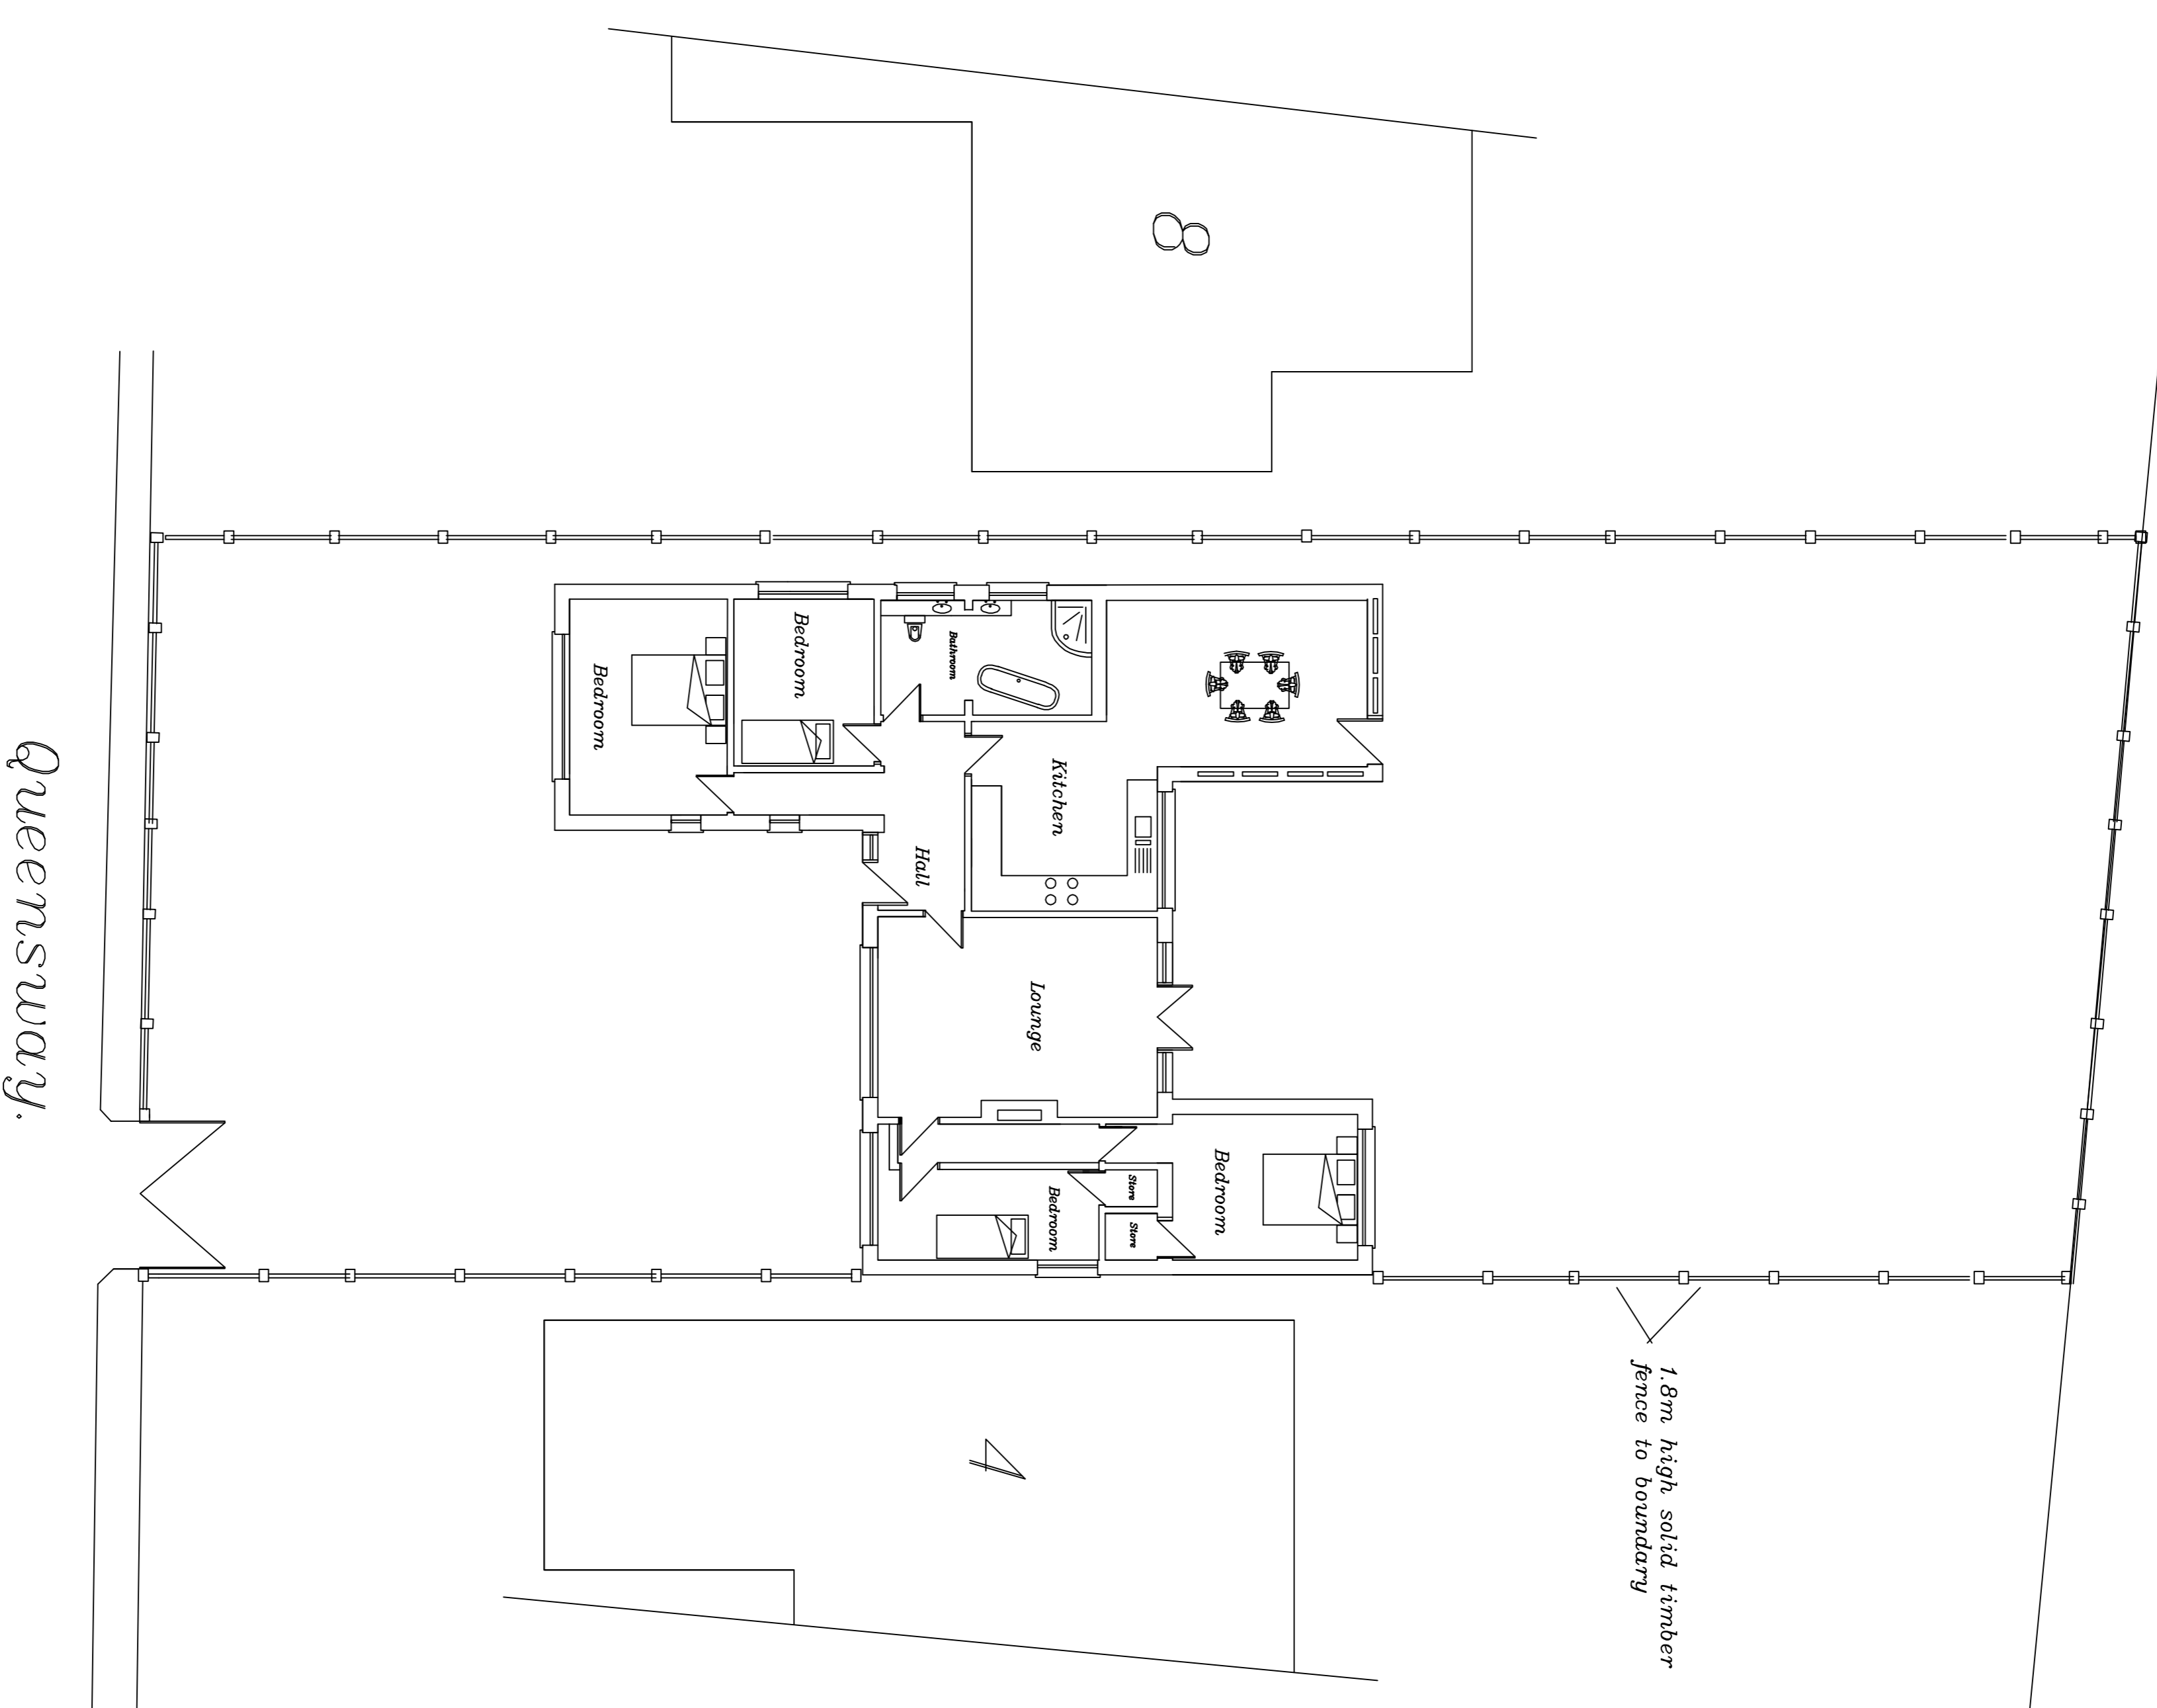 8
Bedroom
Bedroom
Bathroom
Kitchen
Hall
Lounge
Bedroom
Store
Store
Bedroom
Queensway.
4
1.8m high solid timber
fence to boundary